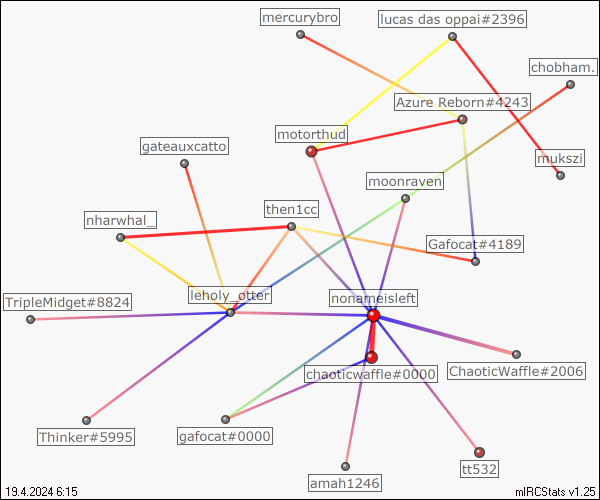 mercurybro
lucas das oppai#2396
chobham.
Azure Reborn#4243
motorthud
gateauxcatto
mukszi
moonraven
then1cc
nharwhal_
Gafocat#4189
leholy_otter
nonameisleft
TripleMidget#8824
chaoticwaffle#0000
ChaoticWaffle#2006
Thinker#5995
gafocat#0000
tt532
amah1246
19.4.2024 6:15
mIRCStats v1.25